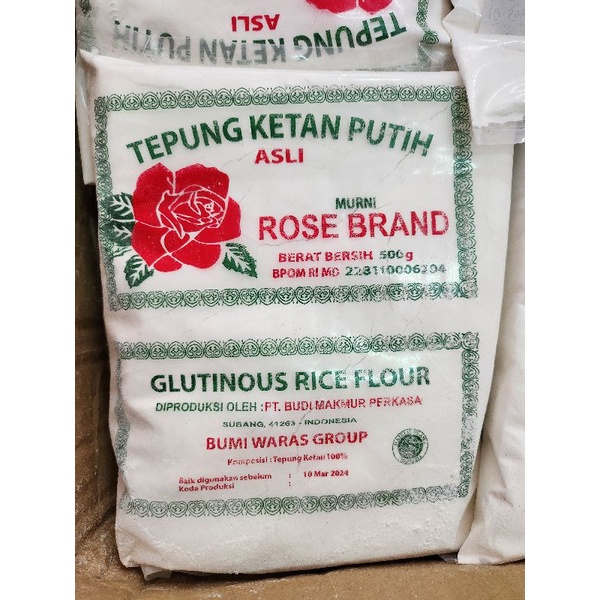 TEPUNG KETAN PUTIH
ASLI
TEPUNG KETAN PUTIH
ASLI
MURNI
ROSE BRAND
BERAT BERSIH 500g
BPOM RI MD 228110006204
GLUTINOUS RICE FLOUR
DIPRODUKSI OLEH : PT. BUDI MAKMUR PERKASA
SUBANG, 41263 - INDONESIA
BUMI WARAS GROUP
Komposisi : Tepung Ketan 100%
Baik digunakan sebelum : 10 Mar 2024
Kode Produksi :